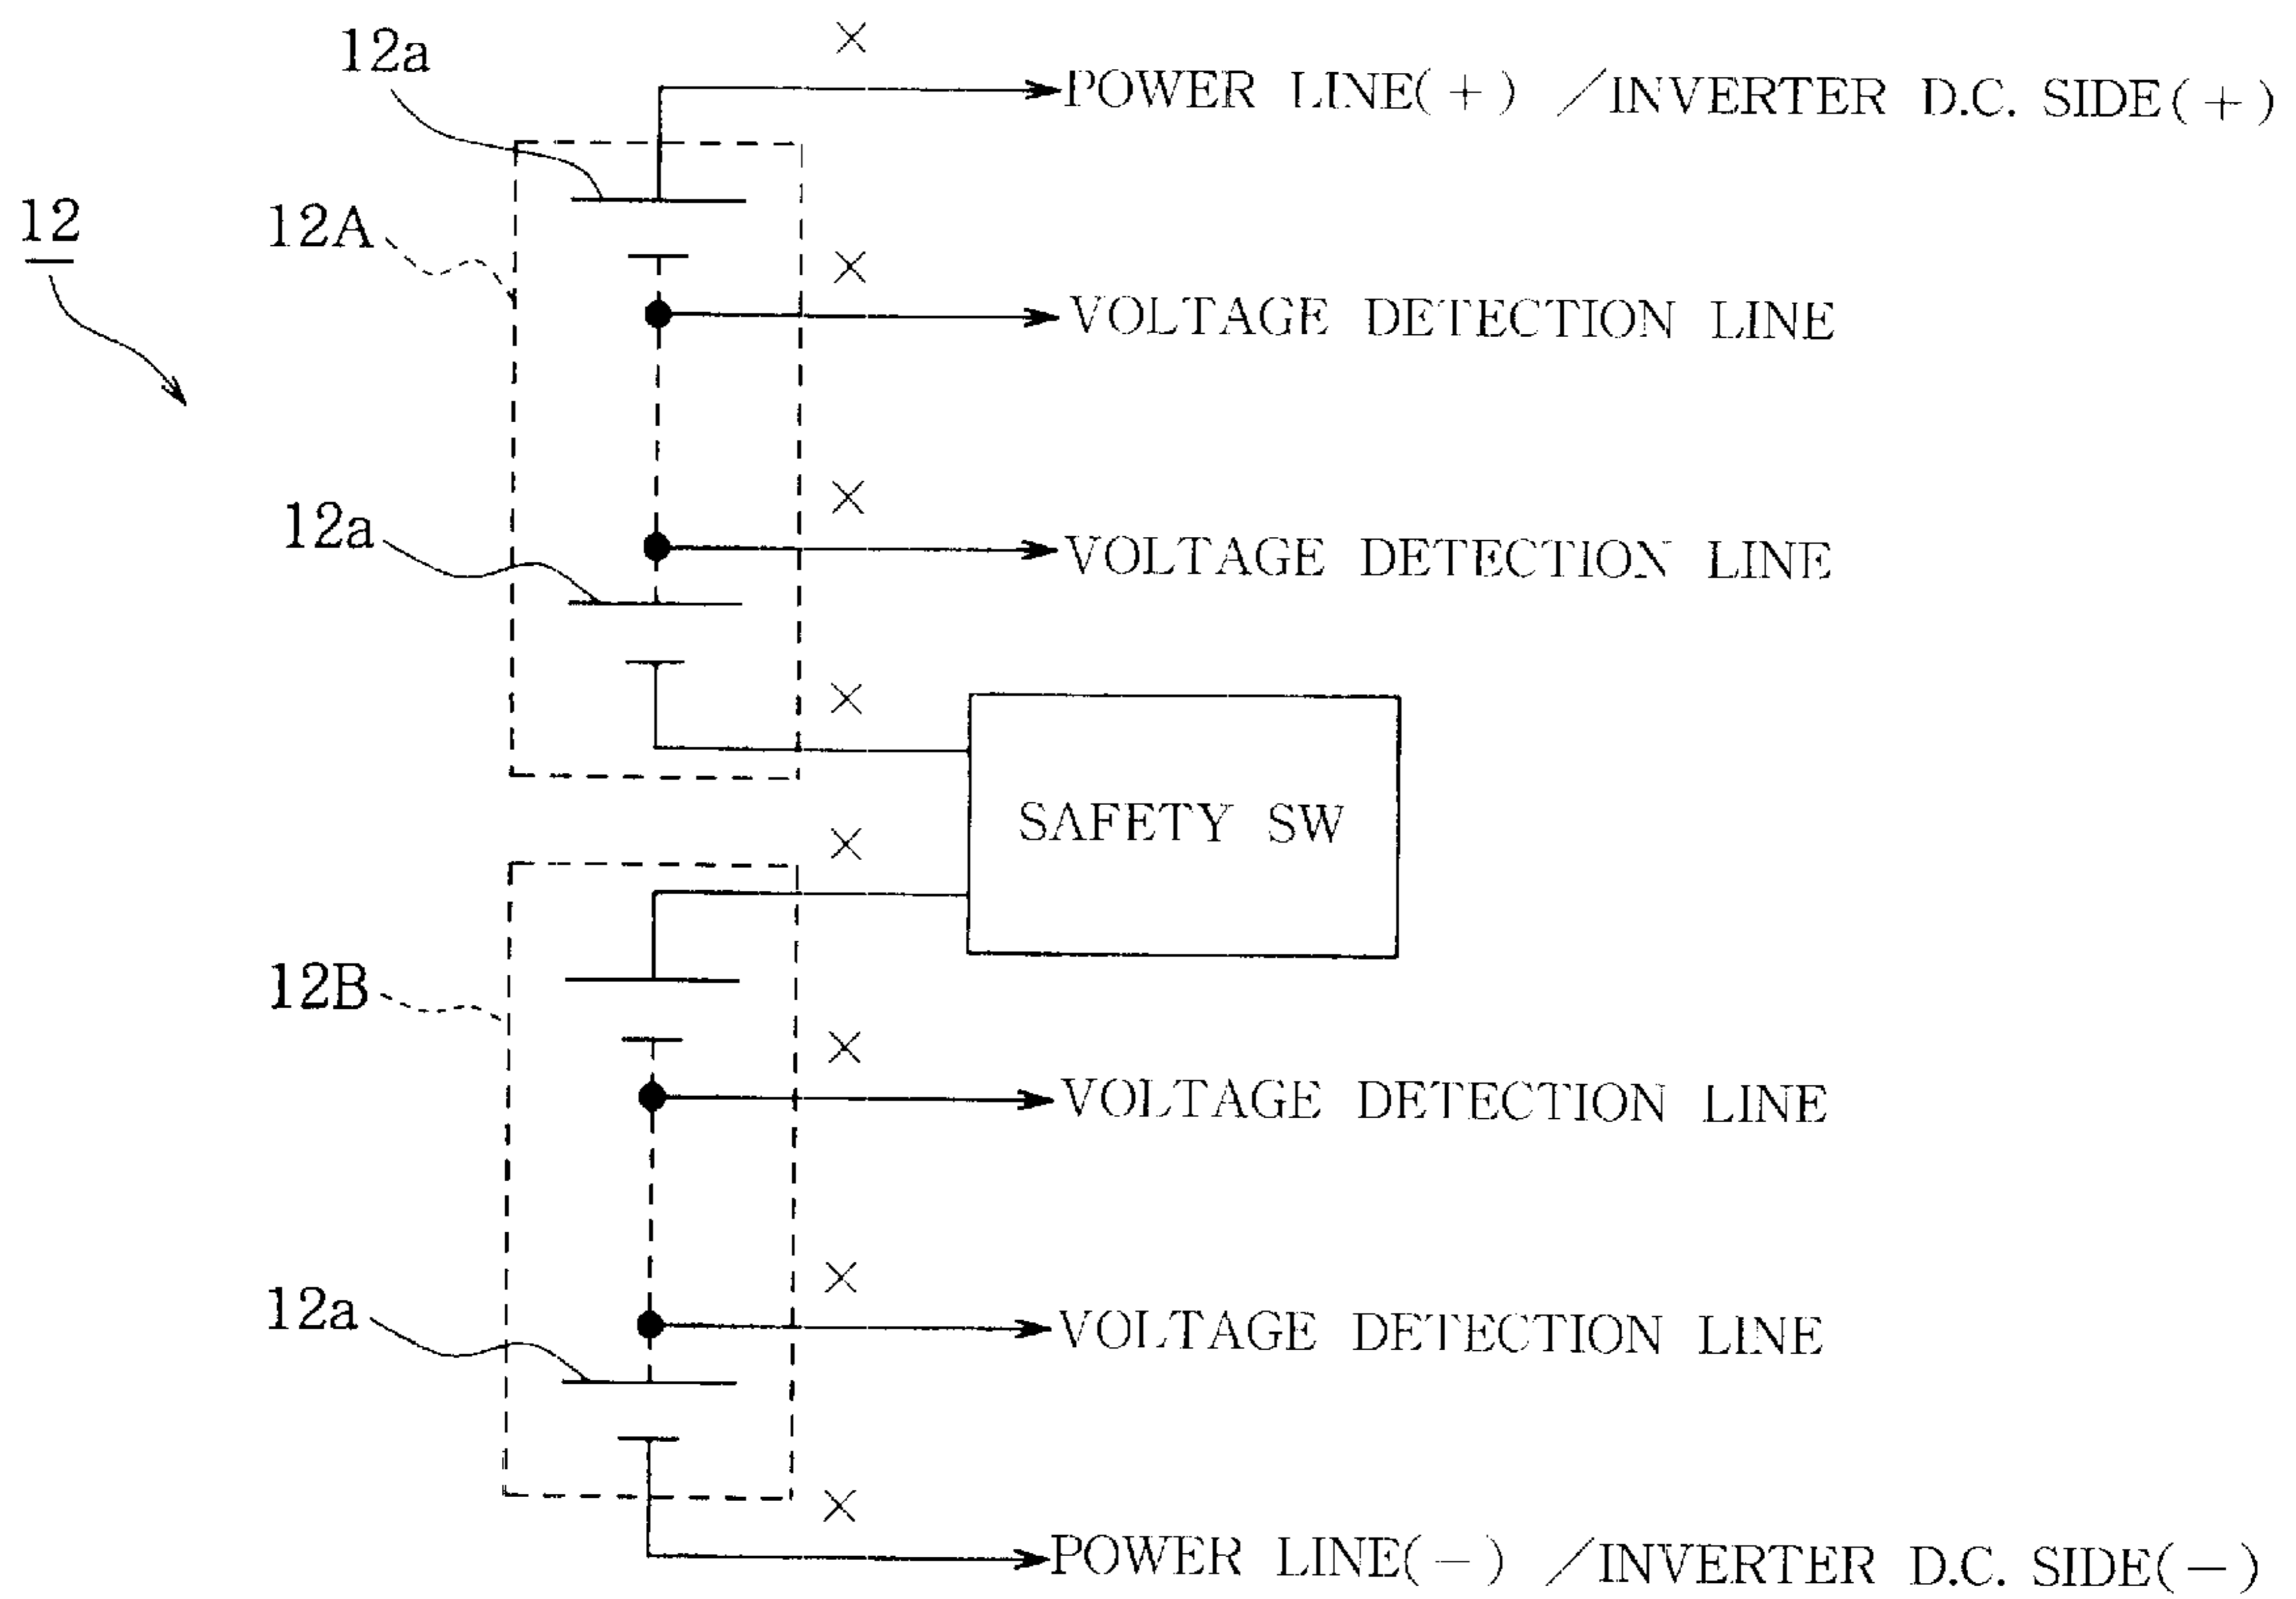 12a
×
POWER LINE(+) /INVERTER D.C. SIDE(+)
12
12A
×
VOLTAGE DETECTION LINE
×
12a
VOLTAGE DETECTION LINE
×
SAFETY SW
×
12B
×
VOLTAGE DETECTION LINE
×
12a
VOLTAGE DETECTION LINE
×
POWER LINE(−) /INVERTER D.C. SIDE(−)